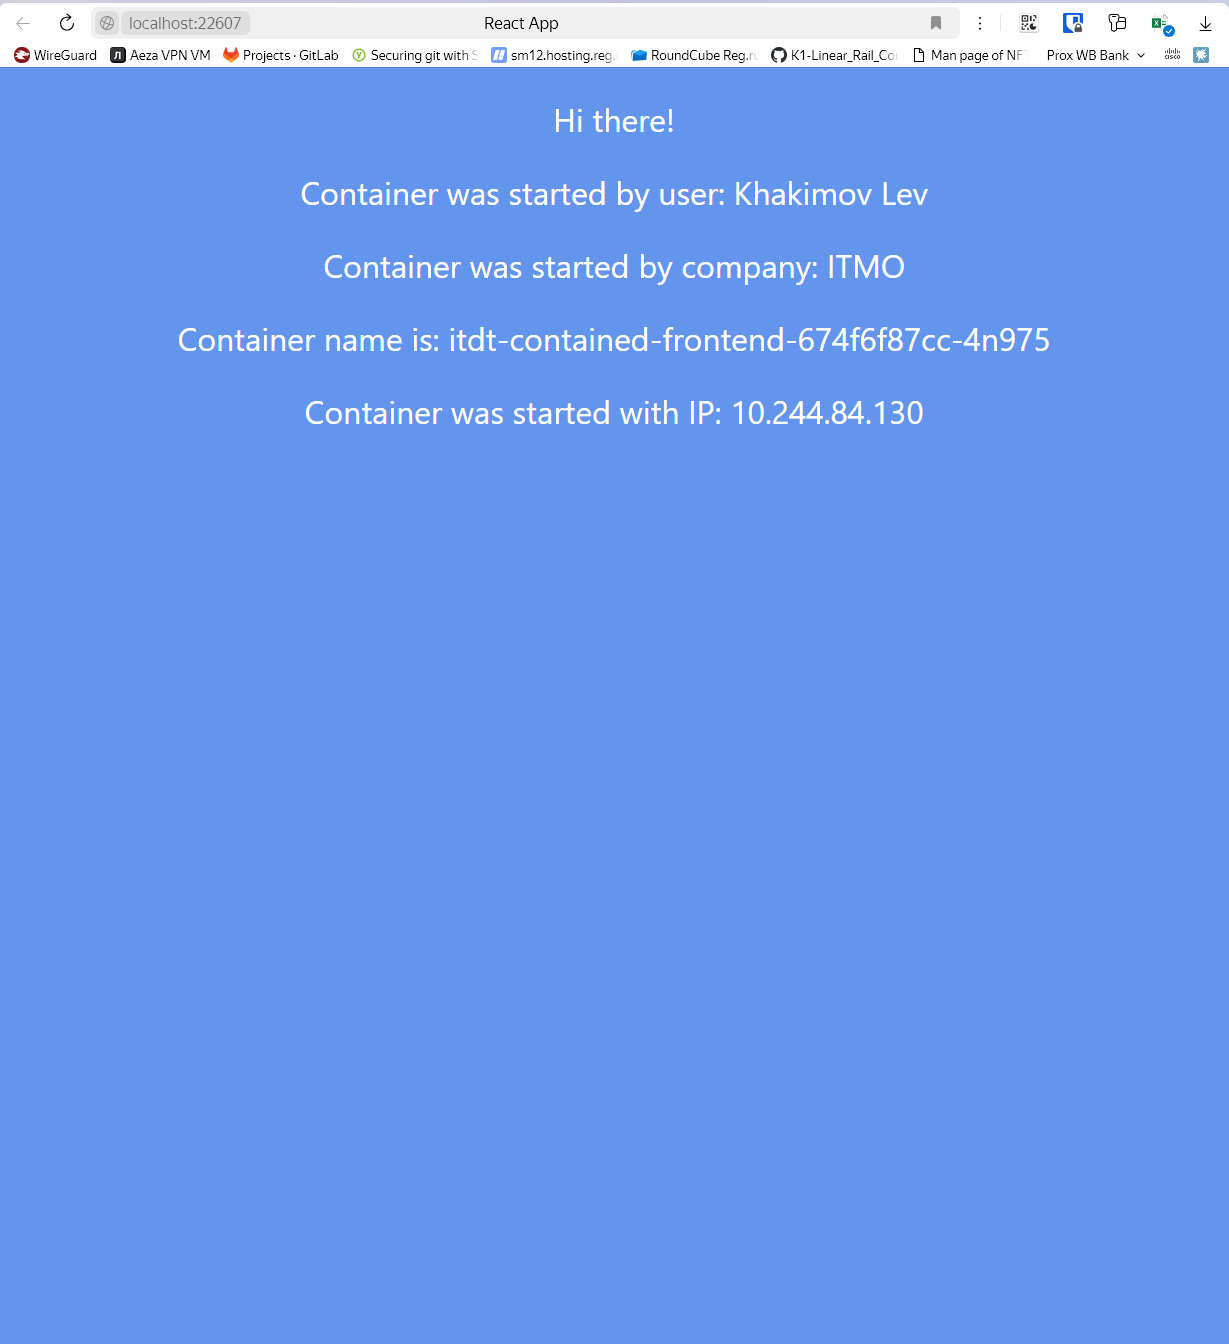 localhost:22607
React App
WireGuard
Aeza VPN VM
Projects · GitLab
Securing git with
sm12.hosting.reg.
RoundCube Reg.ru
K1-Linear_Rail_Co
Man page of NF
Prox WB Bank
Hi there!
Container was started by user: Khakimov Lev
Container was started by company: ITMO
Container name is: itdt-contained-frontend-674f6f87cc-4n975
Container was started with IP: 10.244.84.130